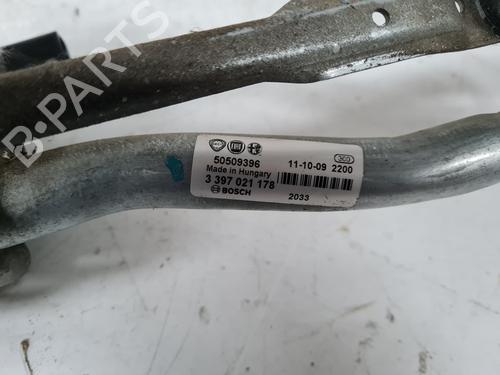 50509396
11-10-09 2200
Made in Hungary
3 397 021 178
BOSCH
2033
B-PARTS